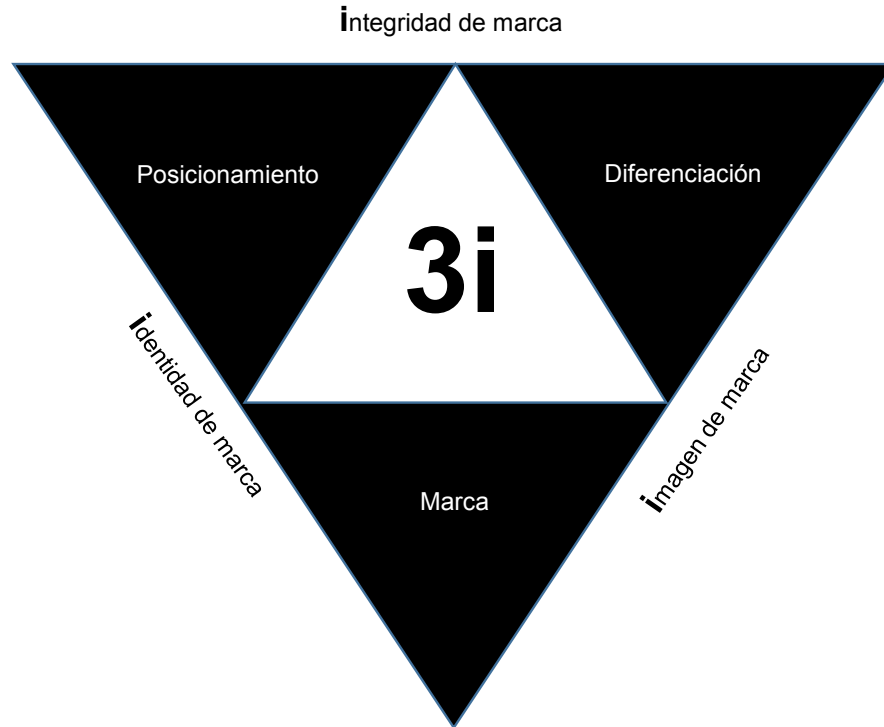 integridad de marca
Posicionamiento
Diferenciación
3i
identidad de marca
imagen de marca
Marca